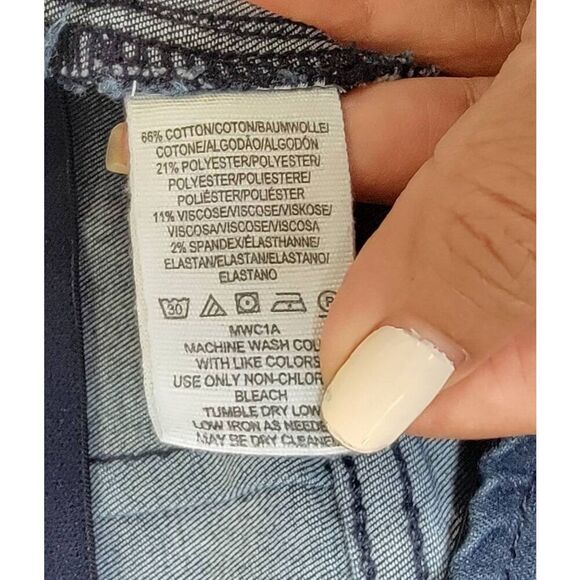 66% COTTON/COTON/BAUMWOLLE/
COTONE/ALGODÃO/ALGODÓN
21% POLYESTER/POLYESTER/
POLYESTER/POLIESTERE/
POLIÉSTER/POLIÉSTER
11% VISCOSE/VISCOSE/VISKOSE/
VISCOSA/VISCOSE/VISCOSA
2% SPANDEX/ÉLASTHANNE/
ELASTAN/ELASTAN/ELASTANO/
ELASTANO
30 P
MWC1A
MACHINE WASH COL
WITH LIKE COLORS
USE ONLY NON-CHLOR
BLEACH
TUMBLE DRY LOW
LOW IRON AS NEEDE
MAY BE DRY CLEANE